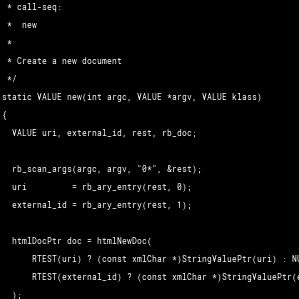 * call-seq:
*  new
*
* Create a new document
*/
static VALUE new(int argc, VALUE *argv, VALUE klass)
{
VALUE uri, external_id, rest, rb_doc;
rb_scan_args(argc, argv, "0*", &rest);
uri         = rb_ary_entry(rest, 0);
external_id = rb_ary_entry(rest, 1);
htmlDocPtr doc = htmlNewDoc(
RTEST(uri) ? (const xmlChar *)StringValuePtr(uri) :
RTEST(external_id) ? (const xmlChar *)StringValuePtr(
);